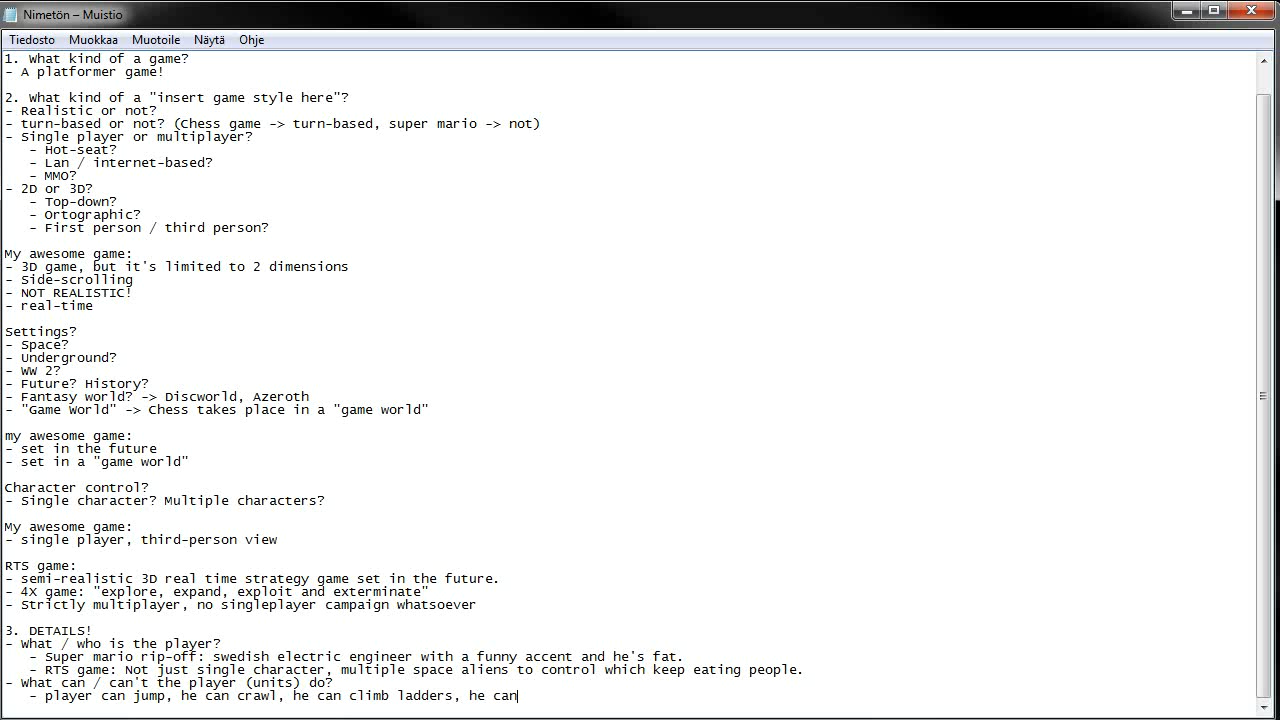 Nimetön – Muistio
Tiedosto Muokkaa Muotoile Näytä Ohje
1. What kind of a game?
- A platformer game!
2. What kind of a "insert game style here"?
- Realistic or not?
- turn-based or not? (Chess game -> turn-based, super mario -> not)
- Single player or multiplayer?
- Hot-seat?
- Lan / internet-based?
- MMO?
- 2D or 3D?
- Top-down?
- Ortographic?
- First person / third person?
My awesome game:
- 3D game, but it's limited to 2 dimensions
- Side-scrolling
- NOT REALISTIC!
- real-time
Settings?
- Space?
- Underground?
- WW 2?
- Future? History?
- Fantasy world? -> Discworld, Azeroth
- "Game World" -> Chess takes place in a "game world"
my awesome game:
- set in the future
- set in a "game world"
Character control?
- Single character? Multiple characters?
My awesome game:
- single player, third-person view
RTS game:
- semi-realistic 3D real time strategy game set in the future.
- 4X game: "explore, expand, exploit and exterminate"
- Strictly multiplayer, no singleplayer campaign whatsoever
3. DETAILS!
- What / who is the player?
- Super mario rip-off: swedish electric engineer with a funny accent and he's fat.
- RTS game: Not just single character, multiple space aliens to control which keep eating people.
- What can / can't the player (units) do?
- player can jump, he can crawl, he can climb ladders, he can